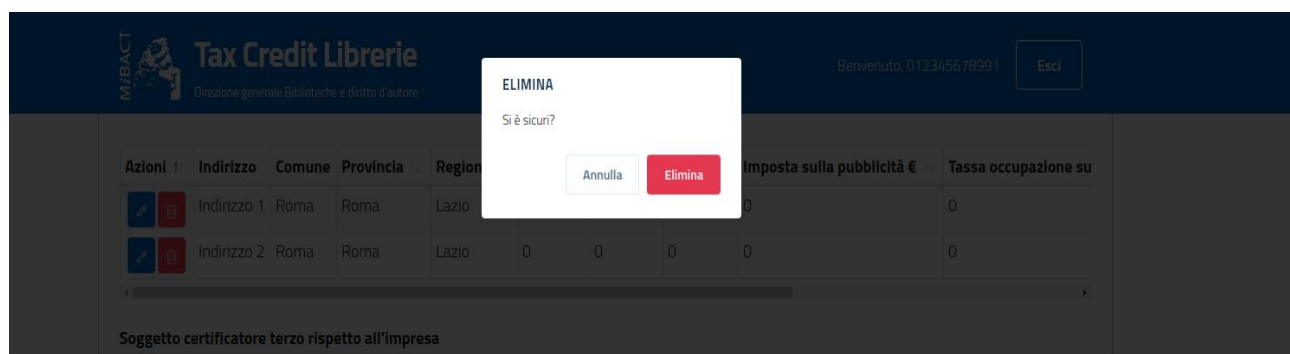 MiBACT
Tax Credit Librerie
Direzione generale Biblioteche e diritto d'autore
Benvenuto, 01234567899 |
Esci
ELIMINA
Si è sicuri?
Annulla
Elimina
Azioni Indirizzo Comune Provincia Region Imposta sulla pubblicità € Tassa occupazione su
Indirizzo 1 Roma Roma Lazio 0 0
Indirizzo 2 Roma Roma Lazio 0 0 0 0 0
Soggetto certificatore terzo rispetto all'impresa